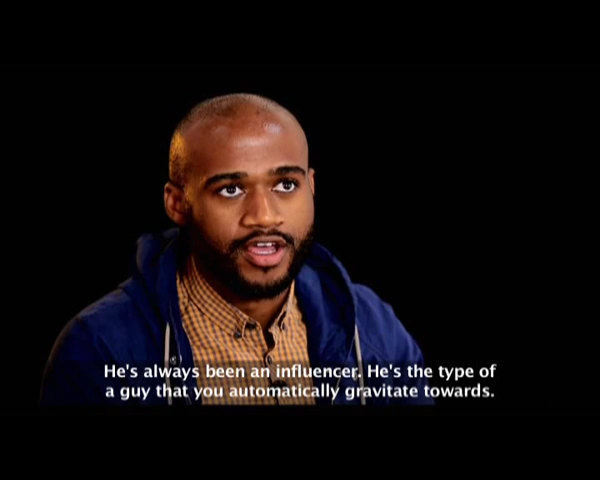 He's always been an influencer. He's the type of
a guy that you automatically gravitate towards.